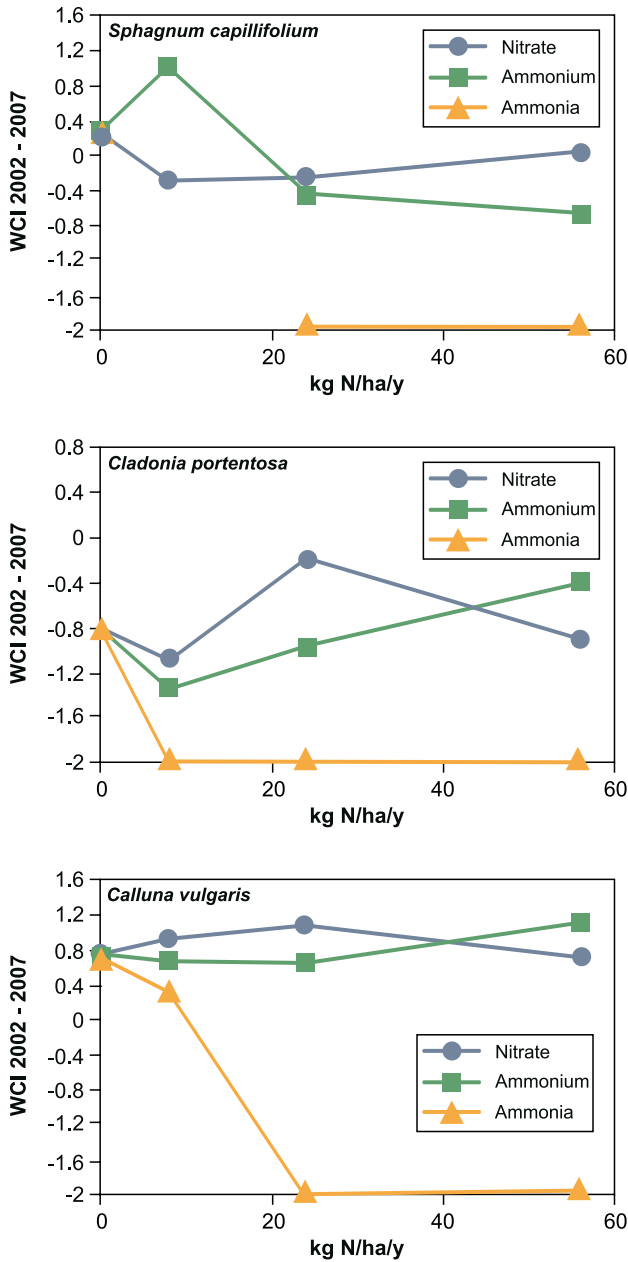 Sphagnum capillifolium
WCI 2002 - 2007
1.6
1.2
0.8
0.4
0
-0.4
-0.8
-1.2
-1.6
-2
Nitrate
Ammonium
Ammonia
0 20 40 60
kg N/ha/y
Cladonia portentosa
WCI 2002 - 2007
0.8
0.4
0
-0.4
-0.8
-1.2
-1.6
-2
Nitrate
Ammonium
Ammonia
0 20 40 60
kg N/ha/y
Calluna vulgaris
WCI 2002 - 2007
1.6
1.2
0.8
0.4
0
-0.4
-0.8
-1.2
-1.6
-2
Nitrate
Ammonium
Ammonia
0 20 40 60
kg N/ha/y